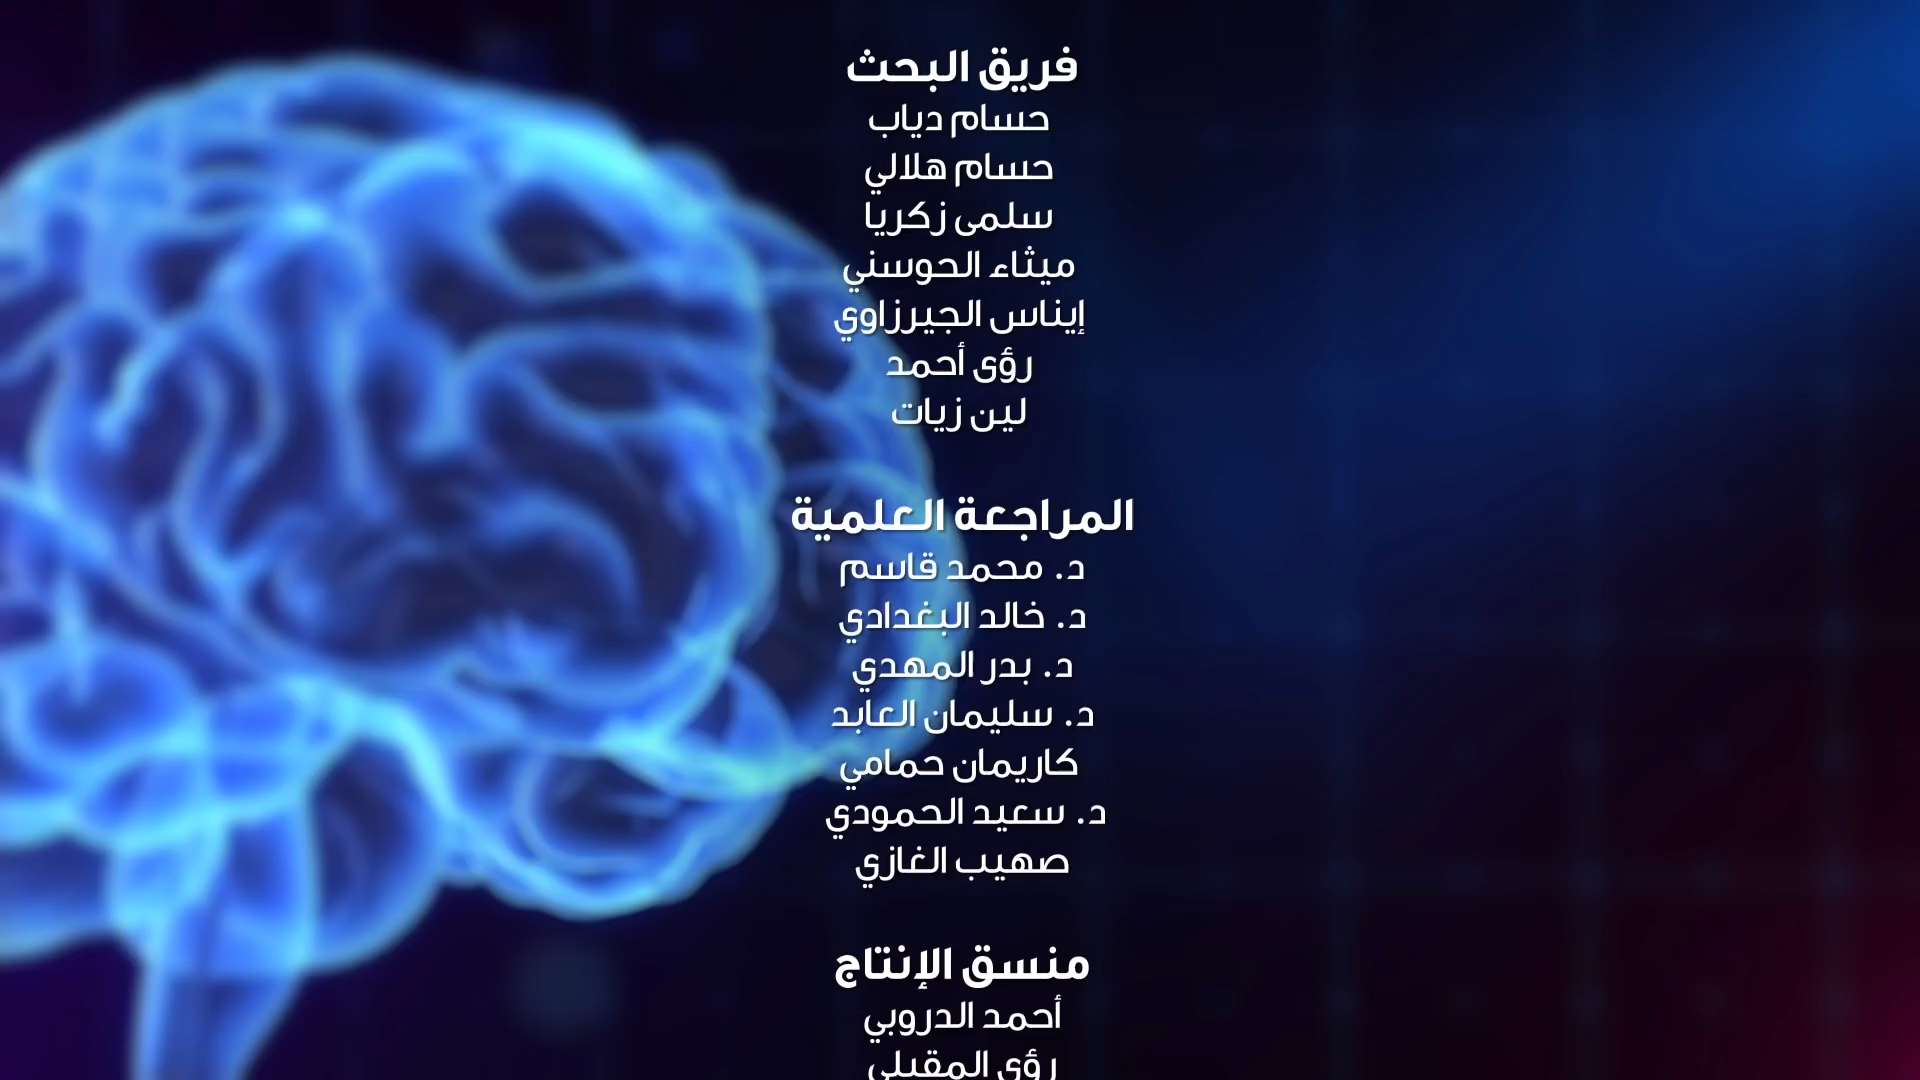 فريق البحث
حسام دياب
حسام هلالي
سلمى زكريا
ميثاء الحوسني
إيناس الجيرزاوي
رؤى أحمد
لين زيات
المراجعة العلمية
د. محمد قاسم
د. خالد البغدادي
د. بدر المهدي
د. سليمان العابد
كاريمان حمامي
د. سعيد الحمودي
صهيب الغازي
منسق الإنتاج
أحمد الدروبي
رؤى المقبلي